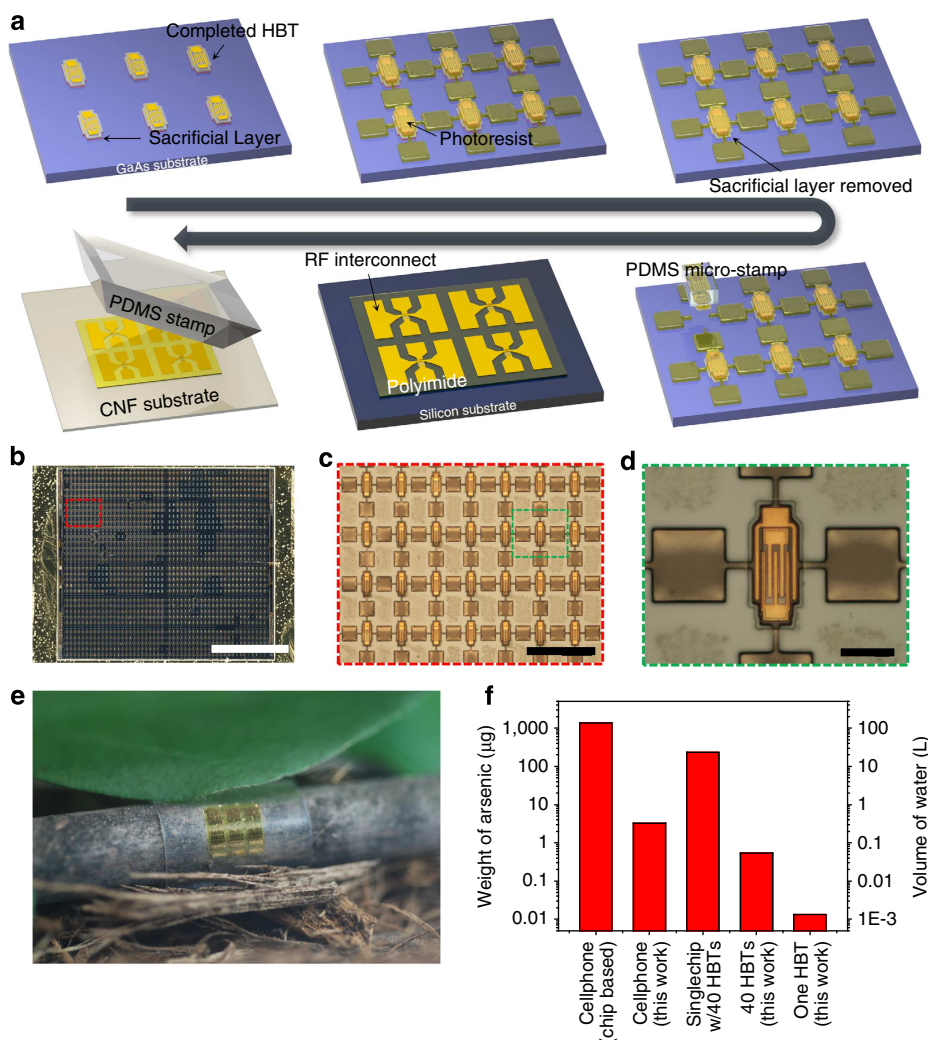 a
Completed HBT
Sacrificial Layer
GaAs substrate
Photoresist
Sacrificial layer removed
PDMS stamp
CNF substrate
RF interconnect
Polyimide
Silicon substrate
PDMS micro-stamp
b
c
d
e
f
Weight of arsenic (µg)
1,000
100
10
1
0.1
0.01
100
10
1
0.1
0.01
1E-3
Volume of water (L)
Cellphone
(chip based)
Cellphone
(this work)
Singlechip
w/40 HBTs
40 HBTs
(this work)
One HBT
(this work)